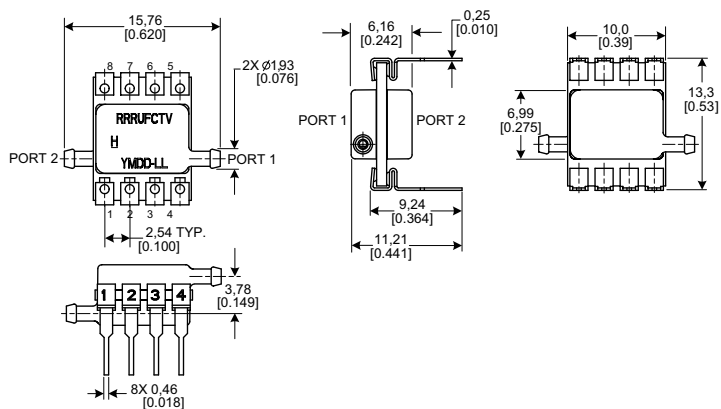 15,76
[0.620]
8 7 6 5
2X Ø1,93
[0.076]
RRRUFCTV
H
YMDD-LL
PORT 2
PORT 1
1 2 3 4
2,54 TYP.
[0.100]
6,16
[0.242]
0,25
[0.010]
PORT 1
PORT 2
9,24
[0.364]
11,21
[0.441]
10,0
[0.39]
6,99
[0.275]
13,3
[0.53]
1 2 3 4
3,78
[0.149]
8X 0,46
[0.018]